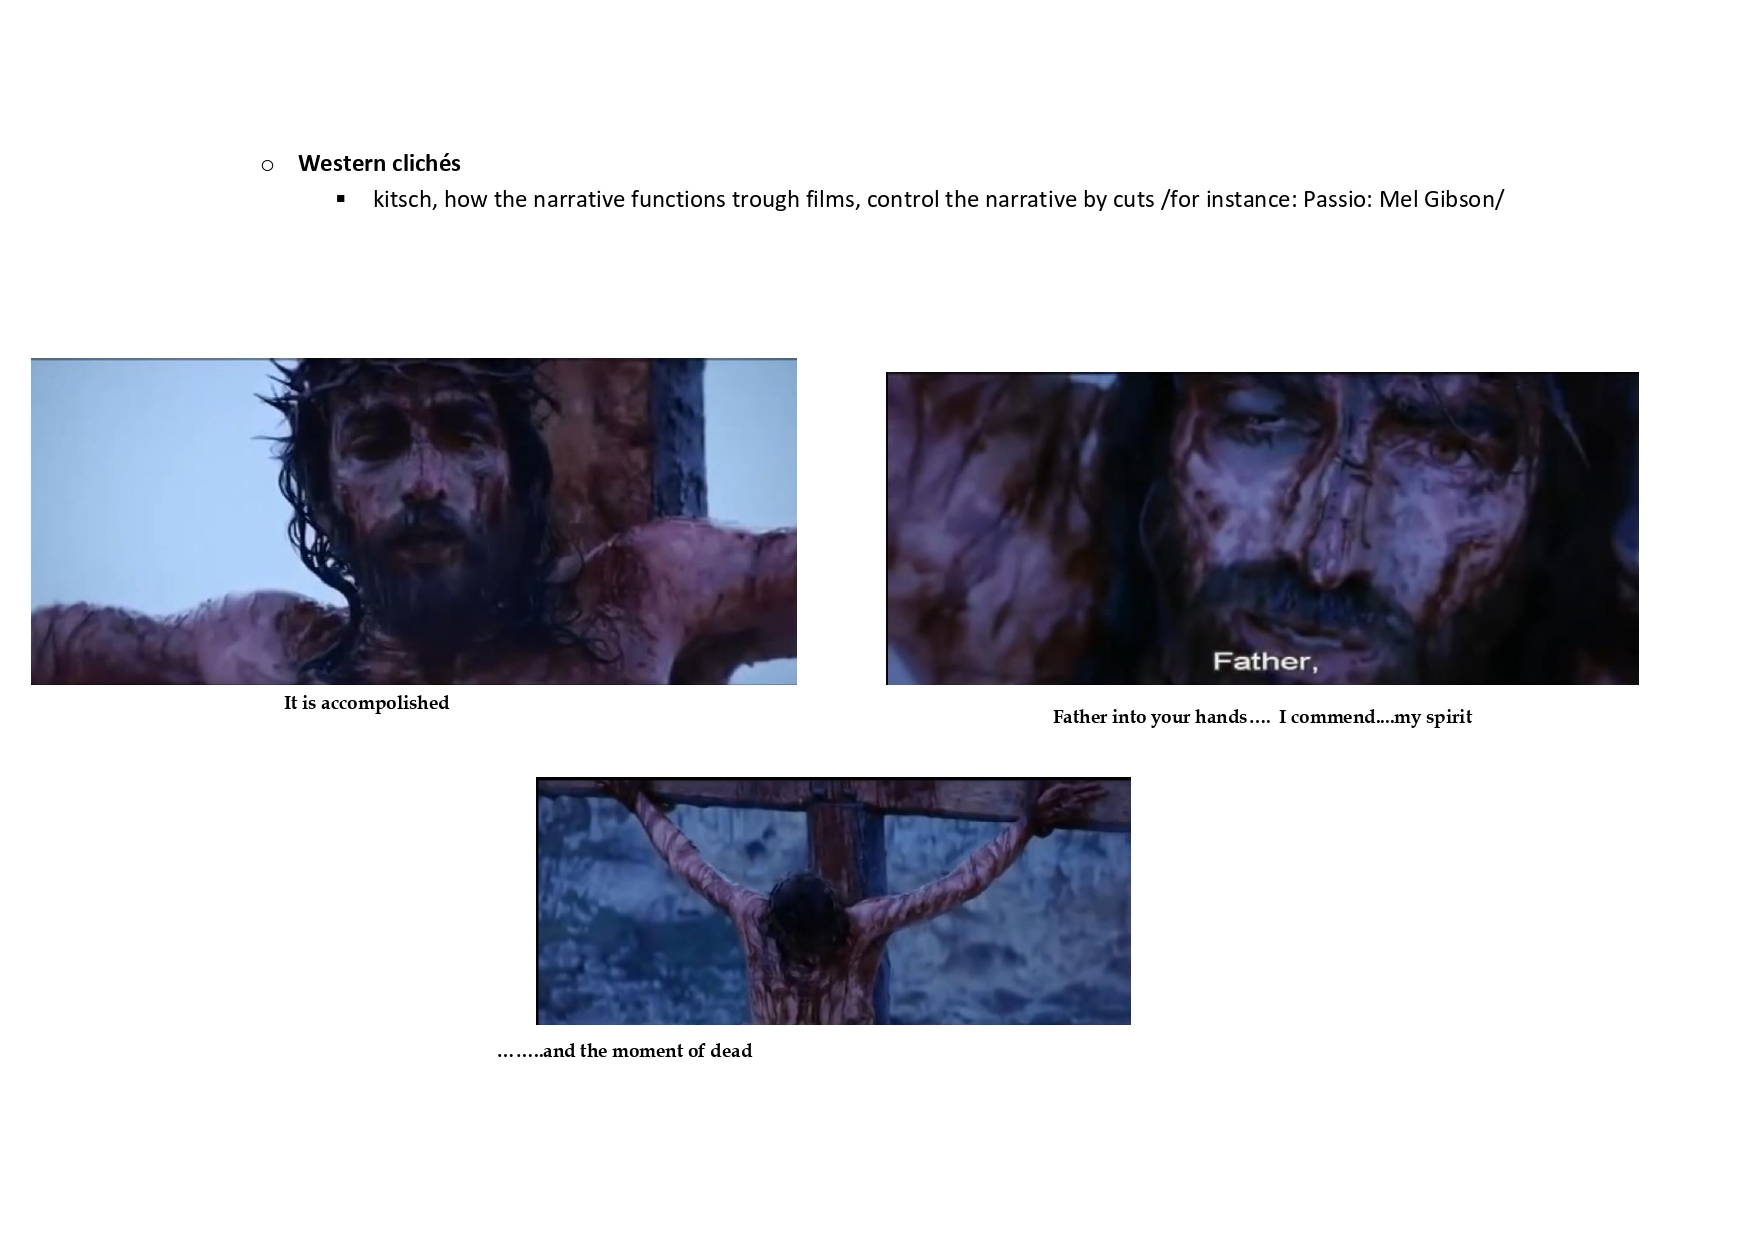 o Western clichés
▪ kitsch, how the narrative functions trough films, control the narrative by cuts /for instance: Passio: Mel Gibson/
Father,
It is accompolished
Father into your hands…. I commend....my spirit
……..and the moment of dead